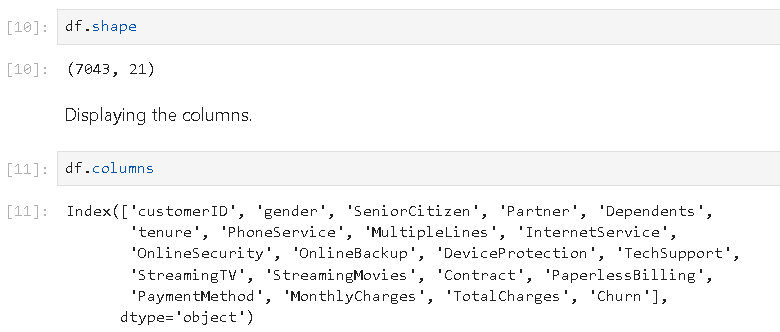 [10]: df.shape
[10]: (7043, 21)
Displaying the columns.
[11]: df.columns
[11]: Index(['customerID', 'gender', 'SeniorCitizen', 'Partner', 'Dependents',
'tenure', 'PhoneService', 'MultipleLines', 'InternetService',
'OnlineSecurity', 'OnlineBackup', 'DeviceProtection', 'TechSupport',
'StreamingTV', 'StreamingMovies', 'Contract', 'PaperlessBilling',
'PaymentMethod', 'MonthlyCharges', 'TotalCharges', 'Churn'],
dtype='object')